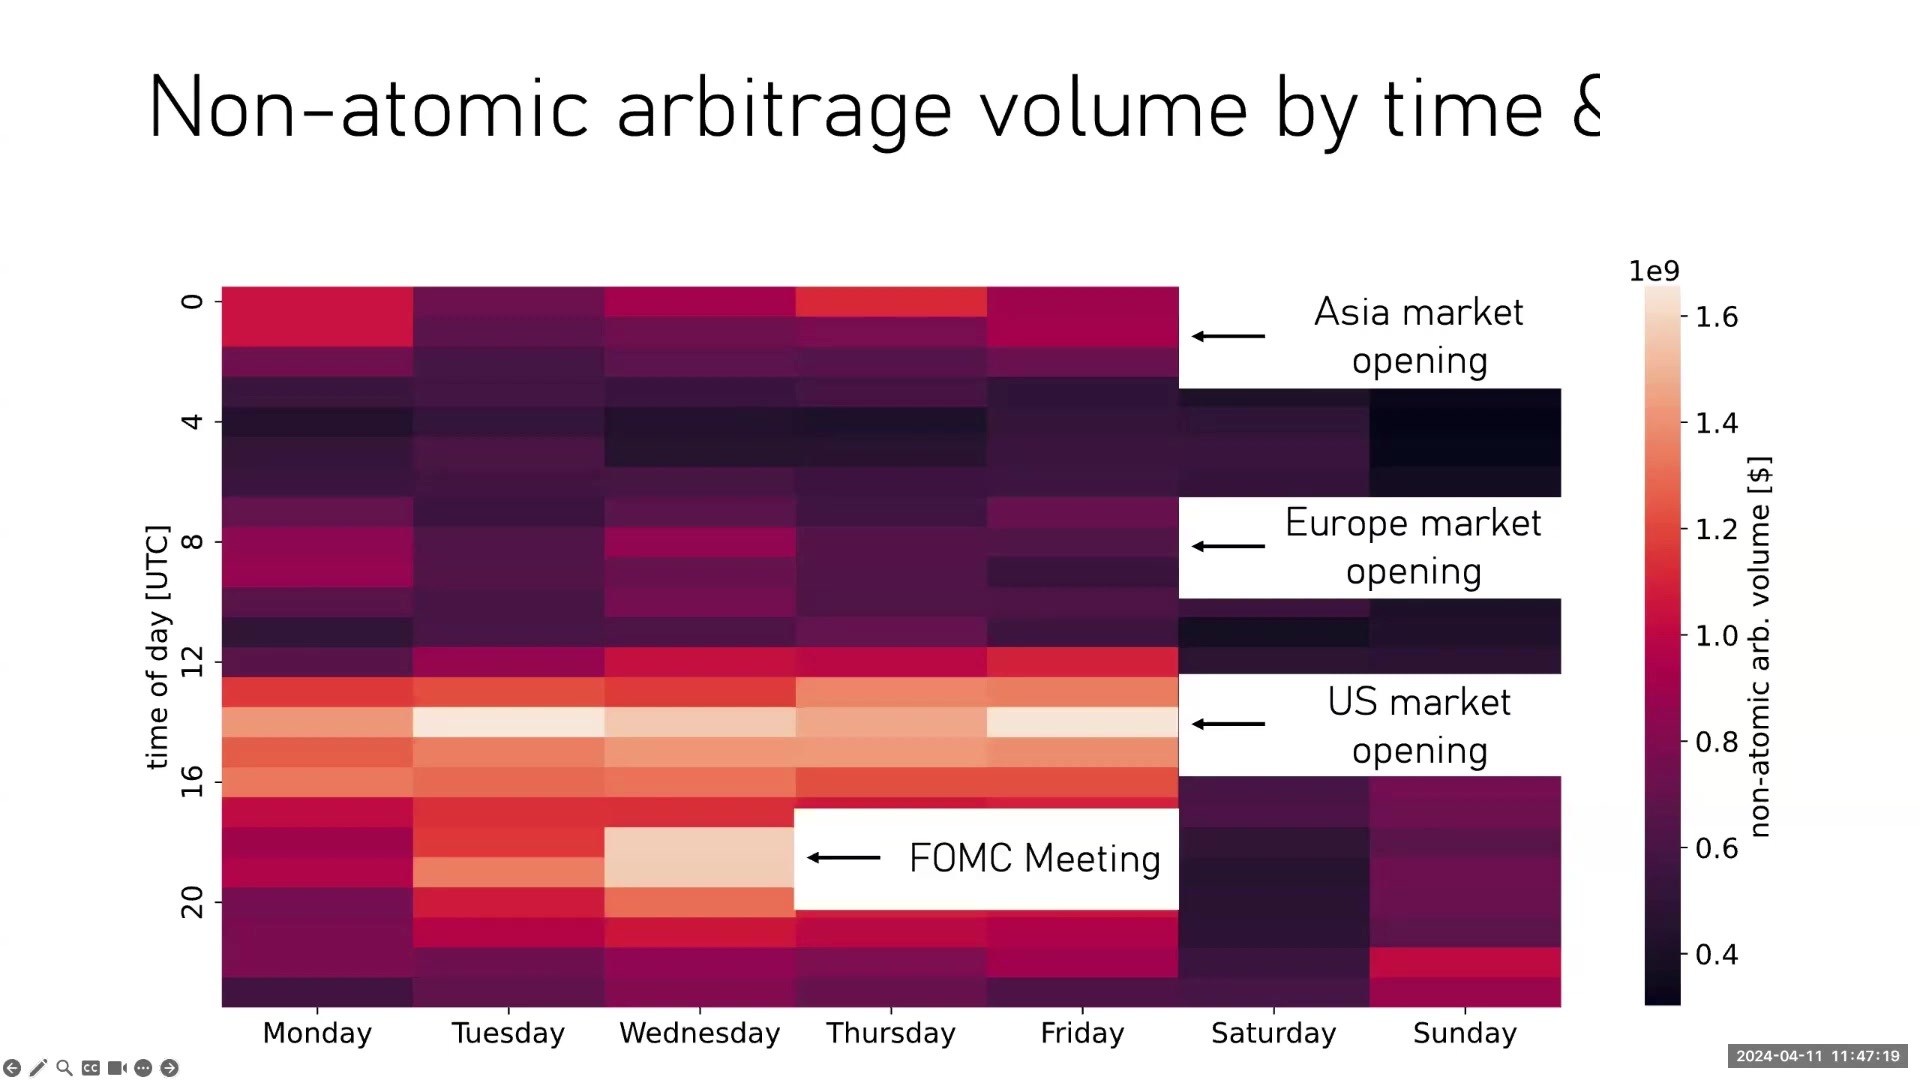 Non-atomic arbitrage volume by time &
1e9
0
4
8
12
16
20
time of day [UTC]
Asia market
opening
Europe market
opening
US market
opening
FOMC Meeting
Monday
Tuesday
Wednesday
Thursday
Friday
Saturday
Sunday
1.6
1.4
1.2
1.0
0.8
0.6
0.4
non-atomic arb. volume [$]
CC
2024-04-11 11:47:19